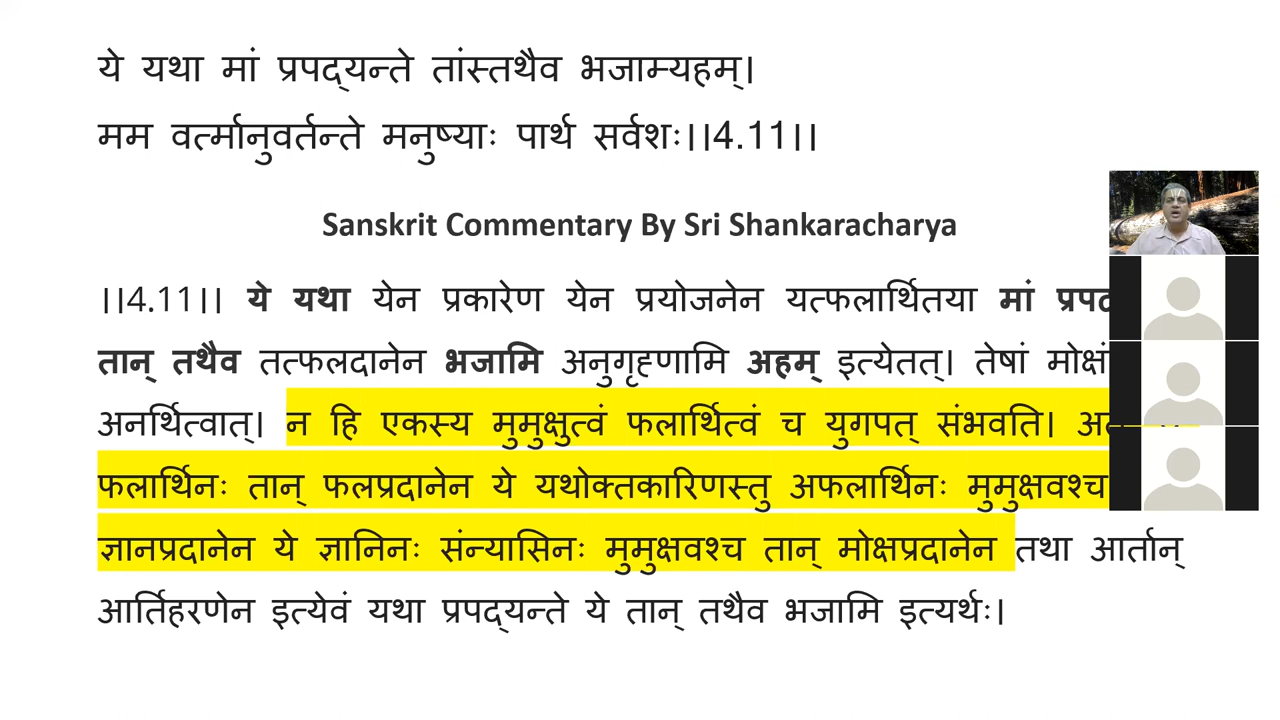 ये यथा मां प्रपद्यन्ते तांस्तथैव भजाम्यहम्।
मम वर्त्मानुवर्तन्ते मनुष्याः पार्थ सर्वशः।।4.11।।
Sanskrit Commentary By Sri Shankaracharya
।।4.11।। ये यथा येन प्रकारेण येन प्रयोजनेन यत्फलार्थितया मां
तान् तथैव तत्फलदानेन भजामि अनुगृह्णामि अहम् इत्येतत्। तेषां मोक्षं
अनर्थित्वात्। न हि एकस्य मुमुक्षुत्वं फलार्थित्वं च युगपत् संभवति।
फलार्थिनः तान् फलप्रदानेन ये यथोक्तकारिणस्तु अफलार्थिनः मुमुक्षवश्च
ज्ञानप्रदानेन ये ज्ञानिनः संन्यासिनः मुमुक्षवश्च तान् मोक्षप्रदानेन तथा आर्तान्
आर्तिहरणेन इत्येवं यथा प्रपद्यन्ते ये तान् तथैव भजामि इत्यर्थः।